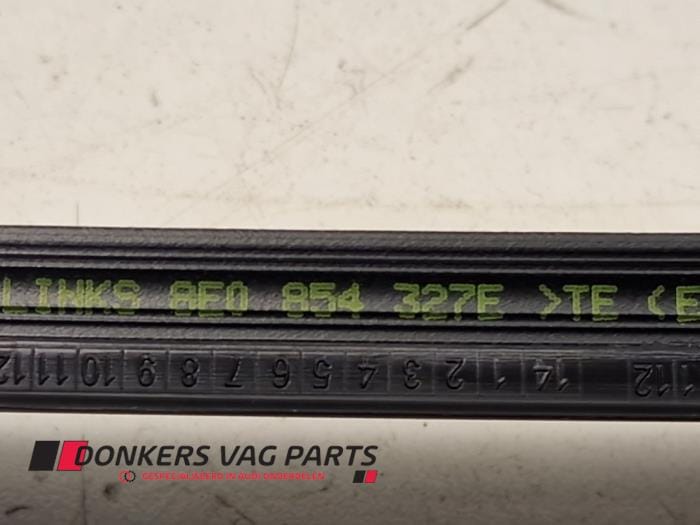 LINKS 8E0 854 327E >TE (E
12 11 10 9 8 7 6 5 4 3 2 1 14 112
DONKERS VAG PARTS
GESPECIALISEERD IN AUDI ONDERDELEN